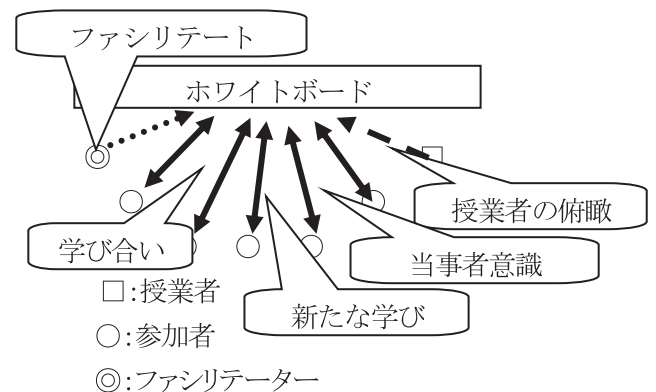 ファシリテート
ホワイトボード
授業者の俯瞰
学び合い
当事者意識
□:授業者
新たな学び
○:参加者
◎:ファシリテーター